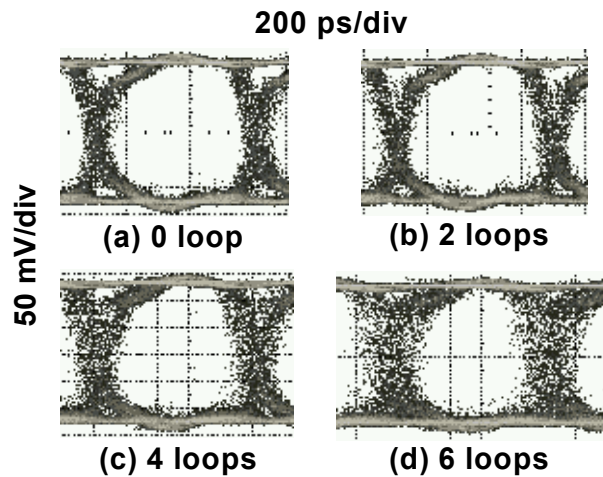 200 ps/div
50 mV/div
(a) 0 loop
(b) 2 loops
(c) 4 loops
(d) 6 loops